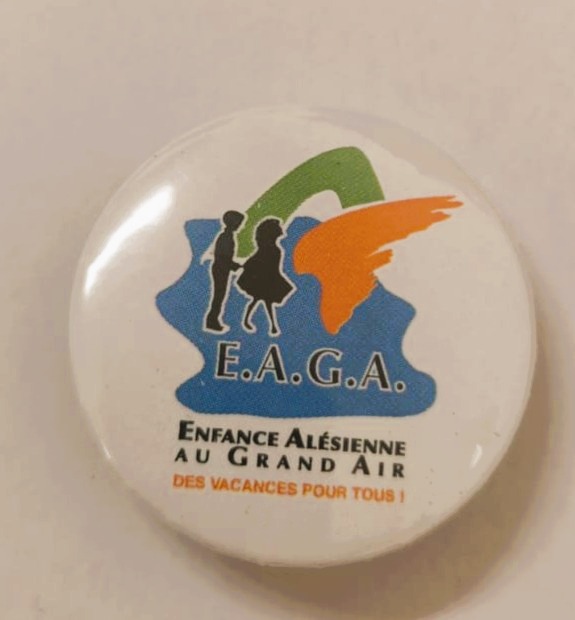 E.A.G.A.
ENFANCE ALÉSIENNE
AU GRAND AIR
DES VACANCES POUR TOUS !